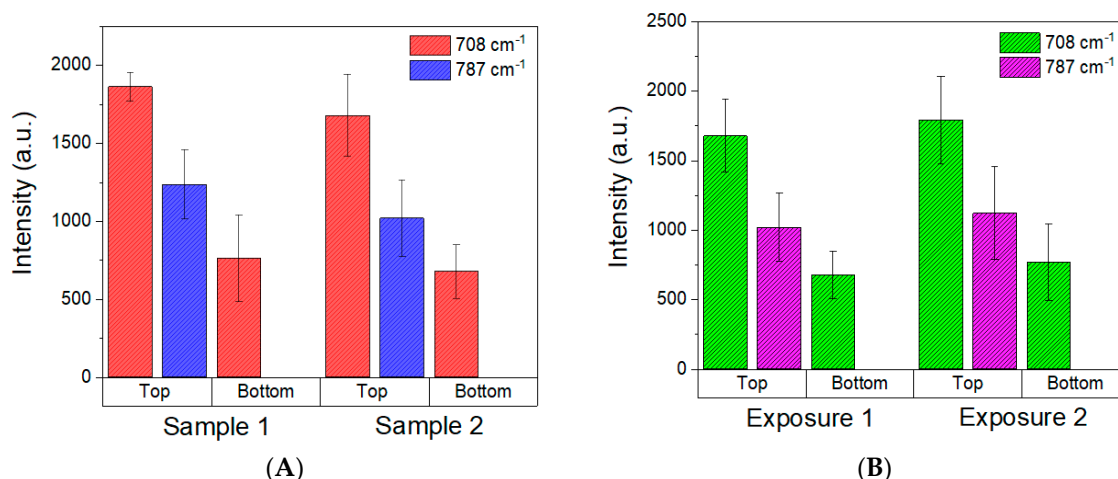 708 cm-1
787 cm-1
2000
1500
1000
500
0
Intensity (a.u.)
Top Bottom Top Bottom
Sample 1 Sample 2
(A)
2500
708 cm-1
787 cm-1
2000
1500
1000
500
0
Intensity (a.u.)
Top Bottom Top Bottom
Exposure 1 Exposure 2
(B)